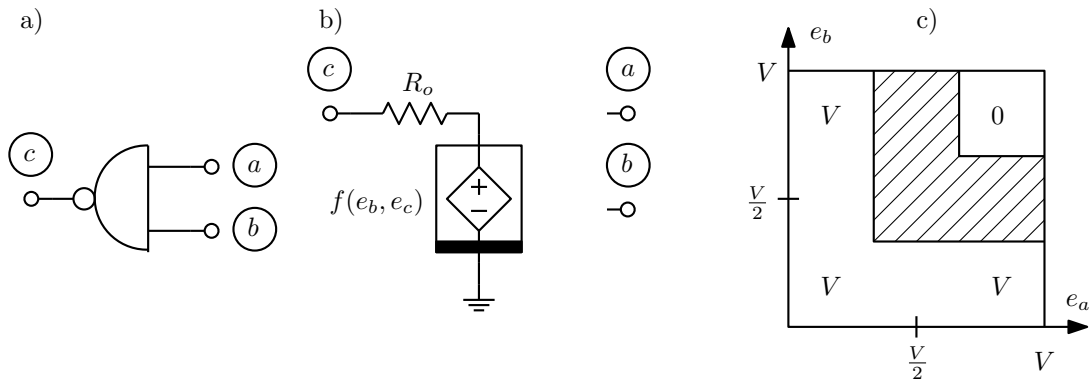 a)
c
a
b
b)
c
R_o
f(e_b, e_c)
+
−
a
b
c)
e_b
V
V
0
V/2
V
V
e_a
V/2
V